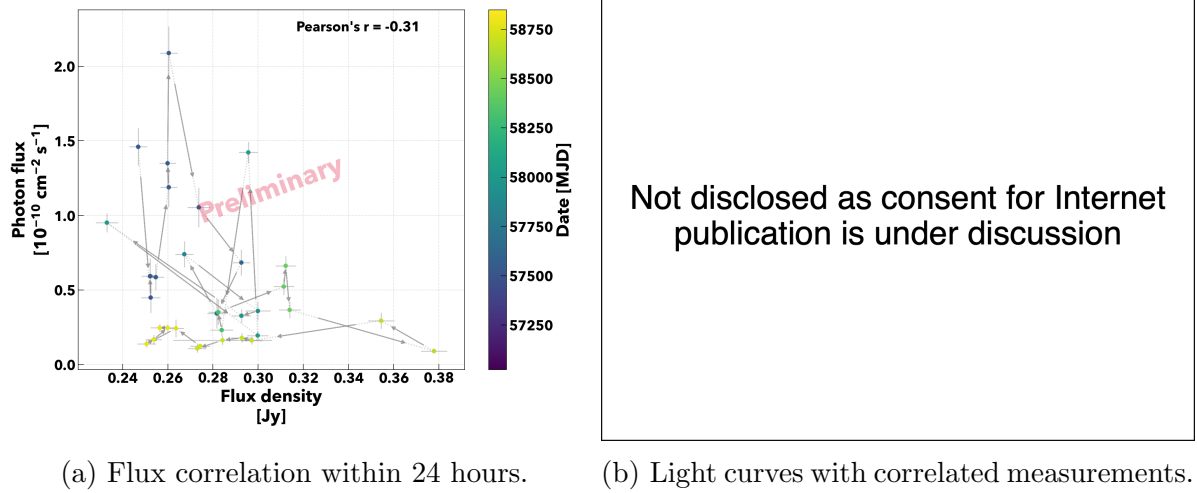 Pearson's r = -0.31
Photon flux
[10⁻¹⁰ cm⁻² s⁻¹]
2.0
1.5
1.0
0.5
0.0
Preliminary
0.24 0.26 0.28 0.30 0.32 0.34 0.36 0.38
Flux density
[Jy]
58750
58500
58250
58000
57750
57500
57250
Date [MJD]
(a) Flux correlation within 24 hours.
Not disclosed as consent for Internet
publication is under discussion
(b) Light curves with correlated measurements.